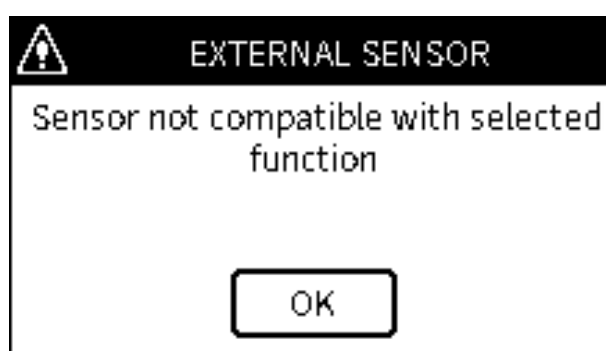 EXTERNAL SENSOR
Sensor not compatible with selected
function
OK